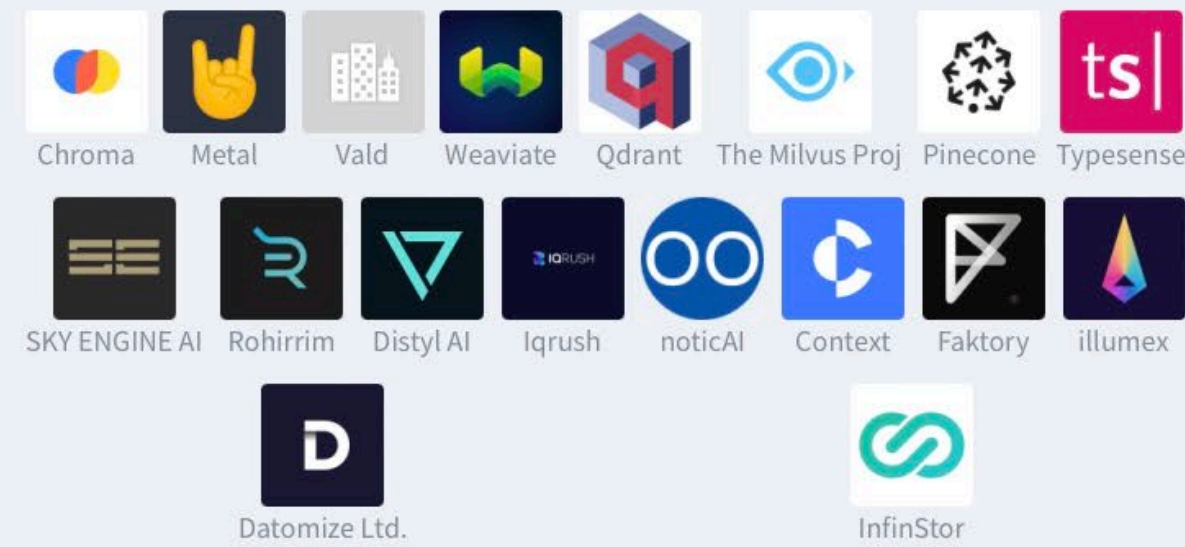 ts|
Chroma Metal Vald Weaviate Qdrant The Milvus Proj Pinecone Typesense
IQRUSH
SKY ENGINE AI Rohirrim Distyl AI Iqrush noticAI Context Faktory illumex
D
Datomize Ltd. InfinStor